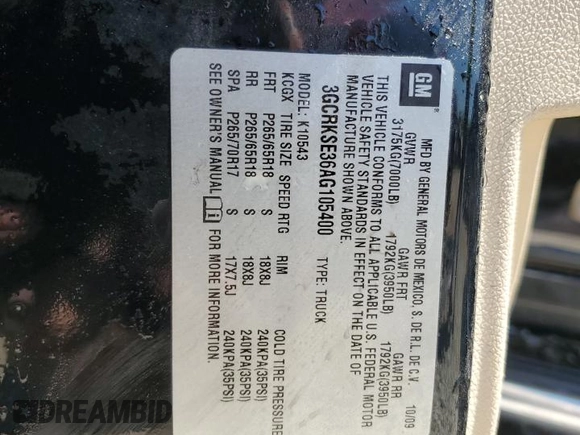 GM
MFD BY GENERAL MOTORS DE MEXICO, S. DE R.L. DE C.V. 10/09
GVWR GAWR FRT GAWR RR
3175KG(7000LB) 1792KG(3950LB) 1792KG(3950LB)
THIS VEHICLE CONFORMS TO ALL APPLICABLE U.S. FEDERAL MOTOR
VEHICLE SAFETY STANDARDS IN EFFECT ON THE DATE OF
MANUFACTURE SHOWN ABOVE.
3GCRKSE36AG105400 TYPE: TRUCK
K10543
KCGX TIRE SIZE SPEED RTG RIM COLD TIRE PRESSURE
FRT P265/65R18 S 18X8J 240KPA(35PSI)
RR P265/65R18 S 18X8J 240KPA(35PSI)
SPA P265/70R17 S 17X7.5J 240KPA(35PSI)
SEE OWNER'S MANUAL FOR MORE INFORMATION.
DREAMBID